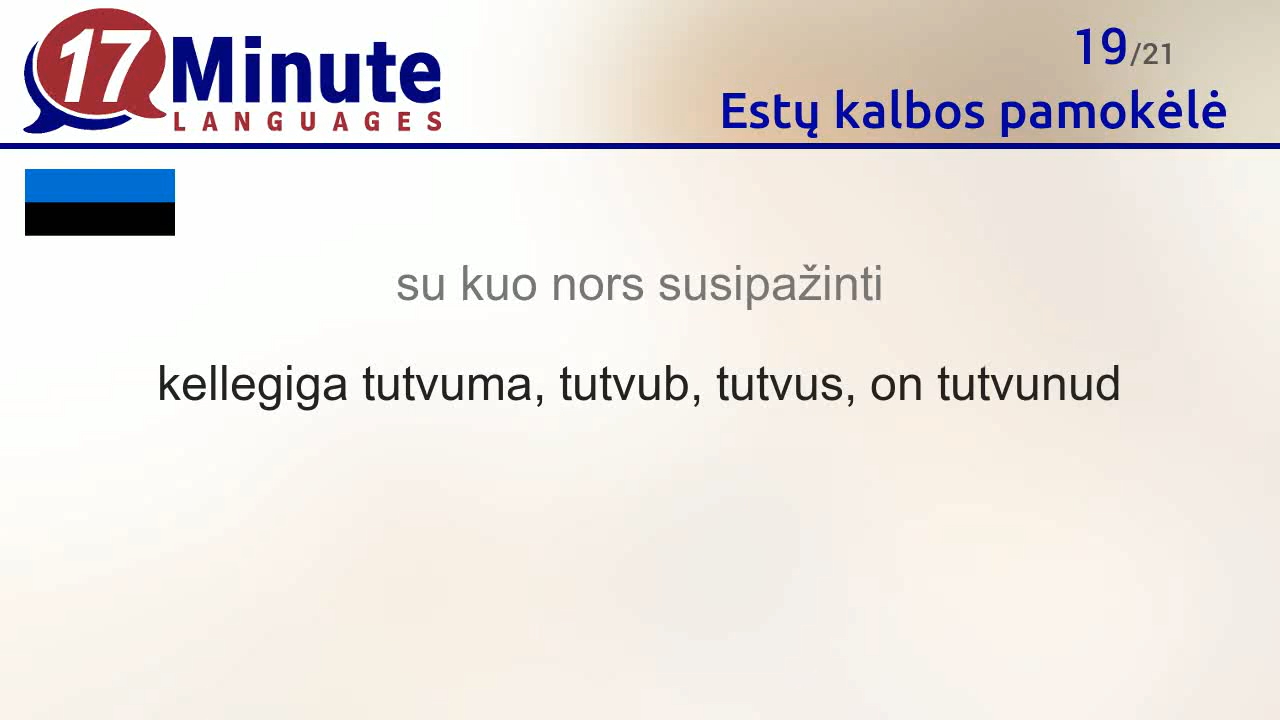 17 Minute
LANGUAGES
19/21
Estų kalbos pamokėlė
su kuo nors susipažinti
kellegiga tutvuma, tutvub, tutvus, on tutvunud